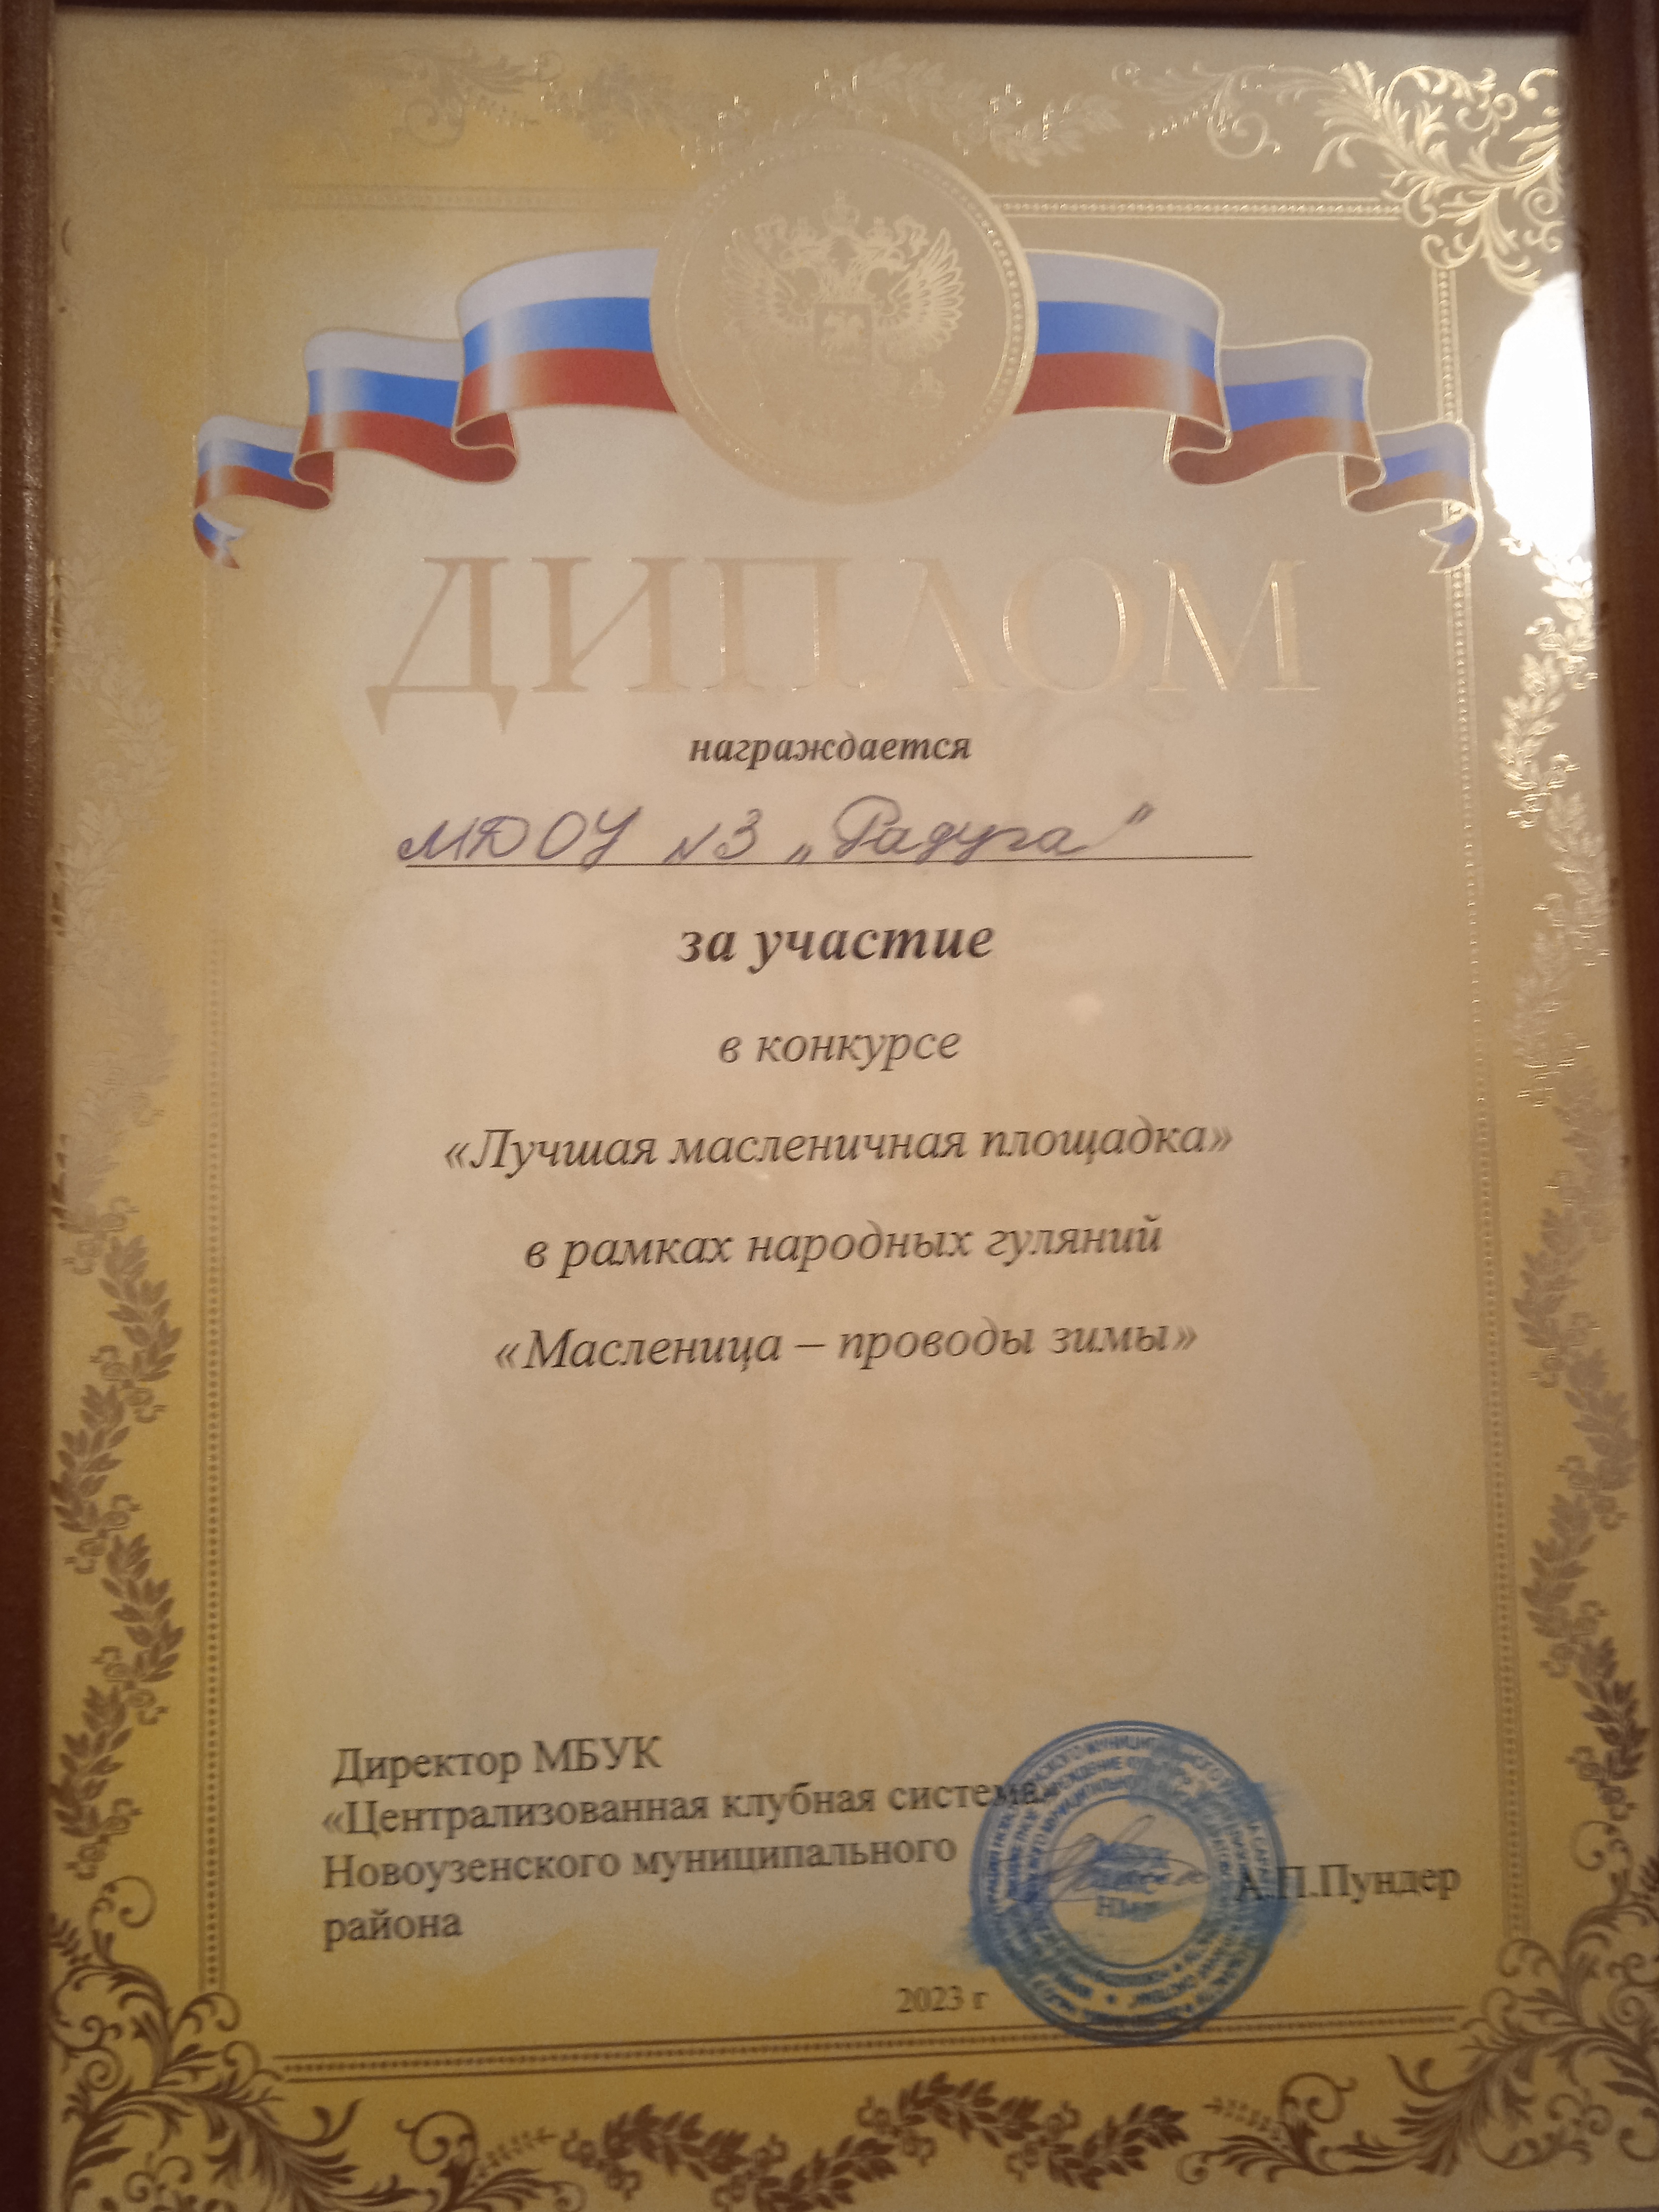 ДИПЛОМ
награждается
МДОУ №3 „Радуга"
за участие
в конкурсе
«Лучшая масленичная площадка»
в рамках народных гуляний
«Масленица – проводы зимы»
Директор МБУК
«Централизованная клубная система»
Новоузенского муниципального
района
А.П.Пундер
2023 г